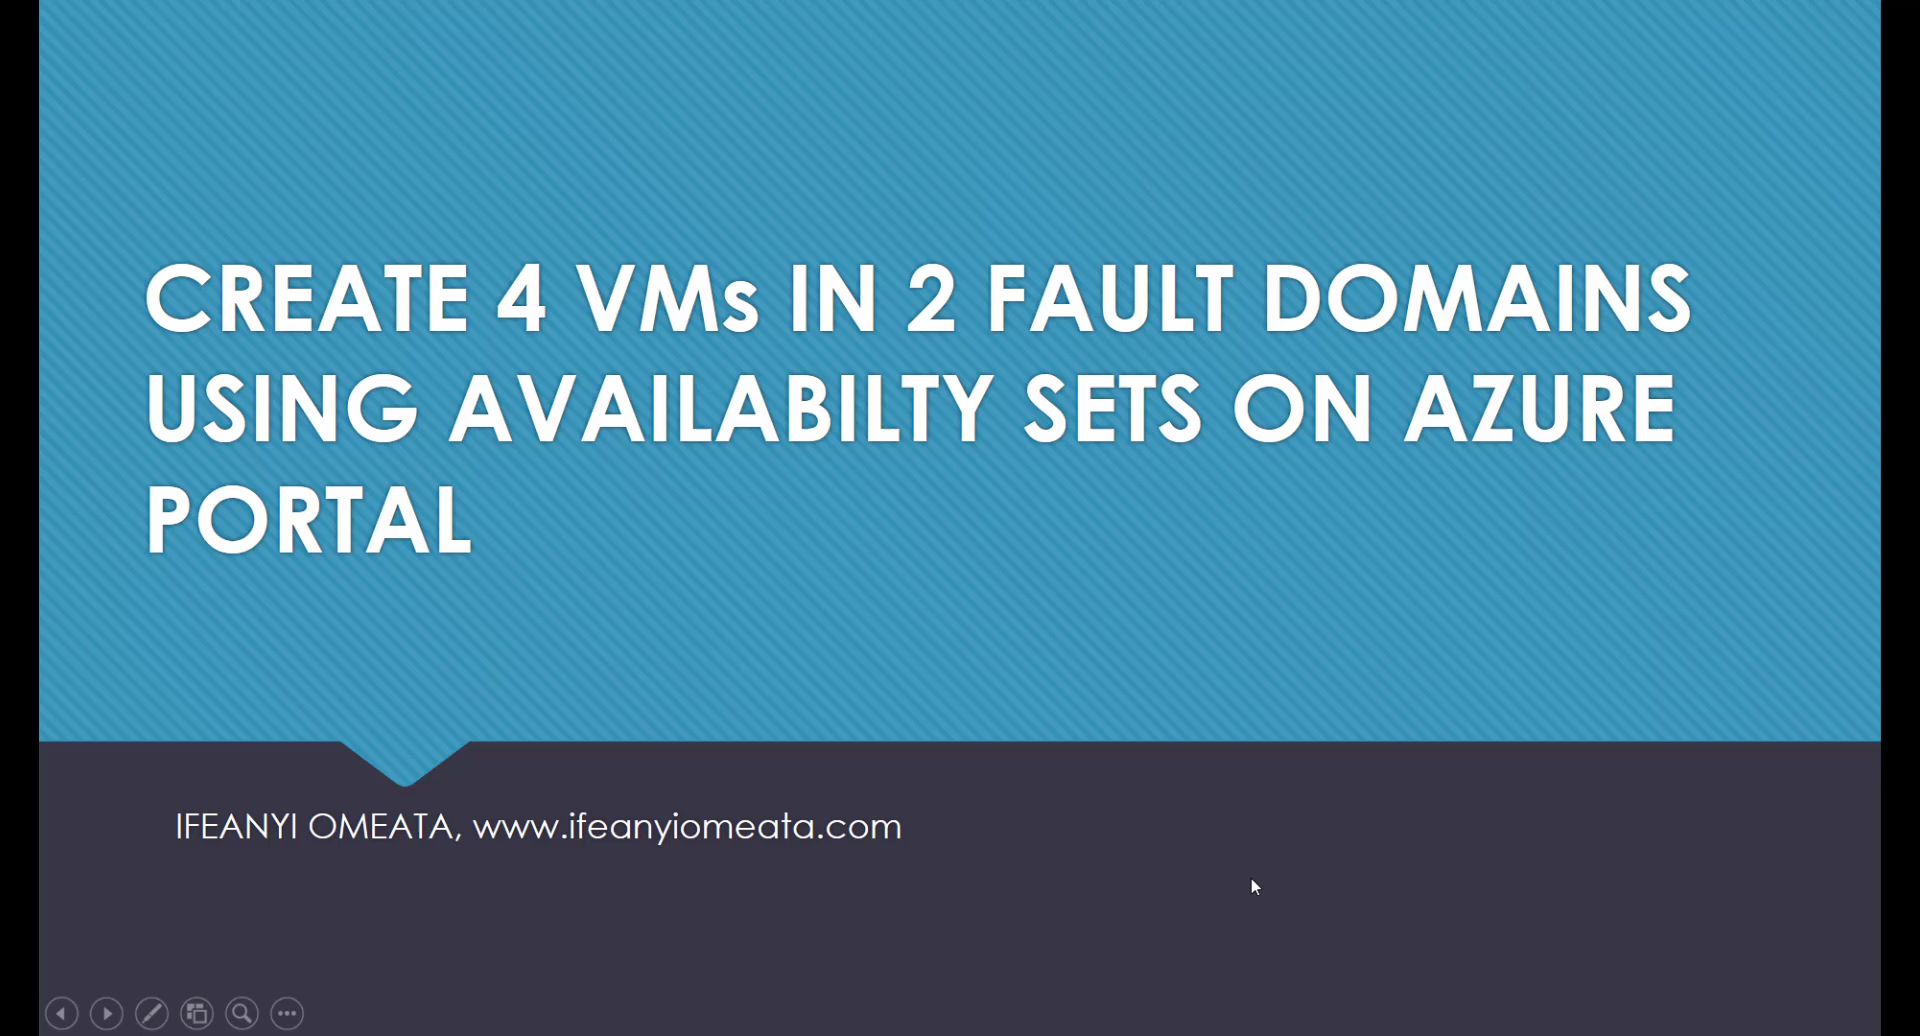 CREATE 4 VMs IN 2 FAULT DOMAINS
USING AVAILABILTY SETS ON AZURE
PORTAL
IFEANYI OMEATA, www.ifeanyiomeata.com